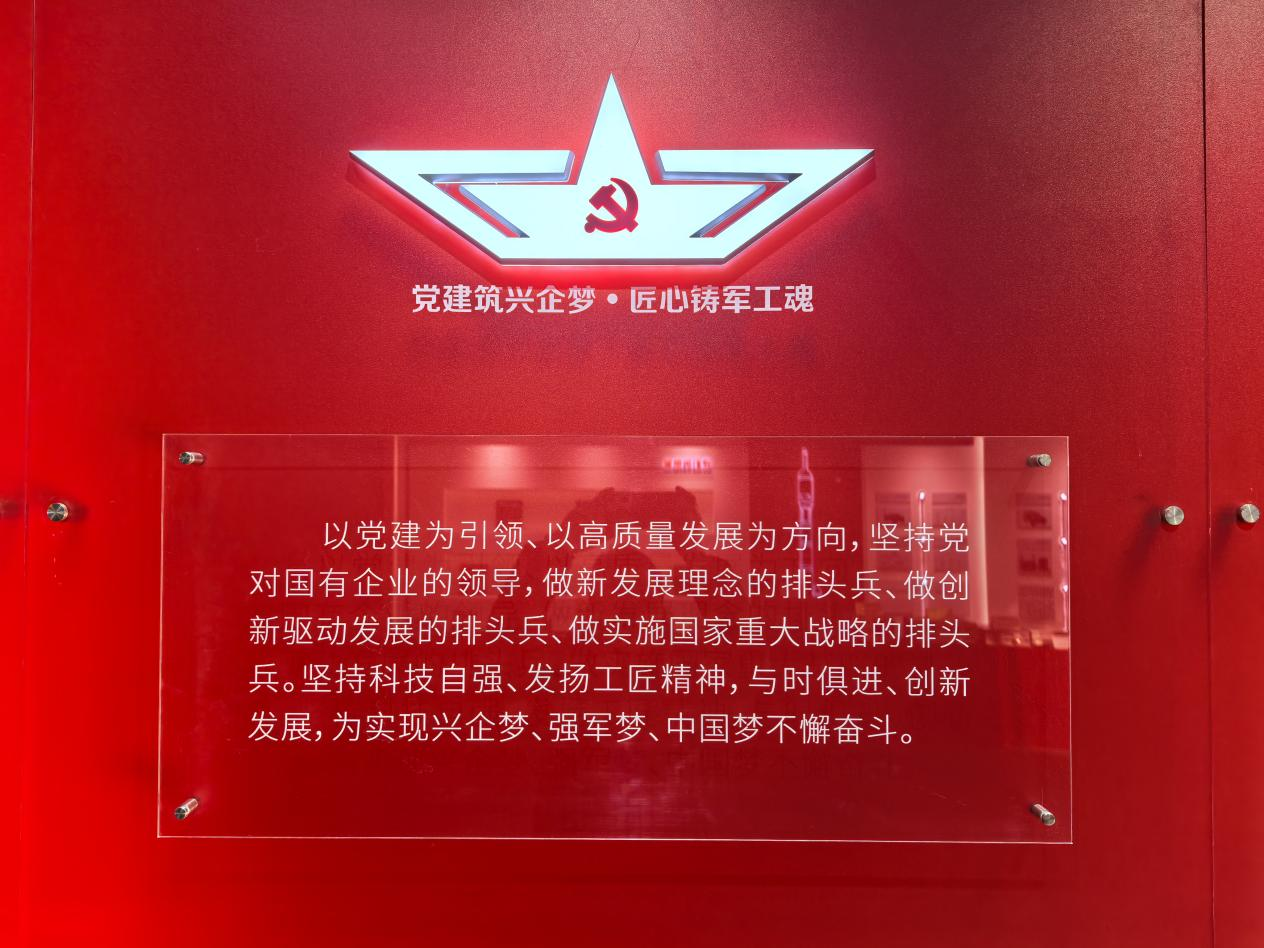 党建筑兴企梦·匠心铸军工魂
以党建为引领、以高质量发展为方向，坚持党
对国有企业的领导，做新发展理念的排头兵、做创
新驱动发展的排头兵、做实施国家重大战略的排头
兵。坚持科技自强、发扬工匠精神，与时俱进、创新
发展，为实现兴企梦、强军梦、中国梦不懈奋斗。